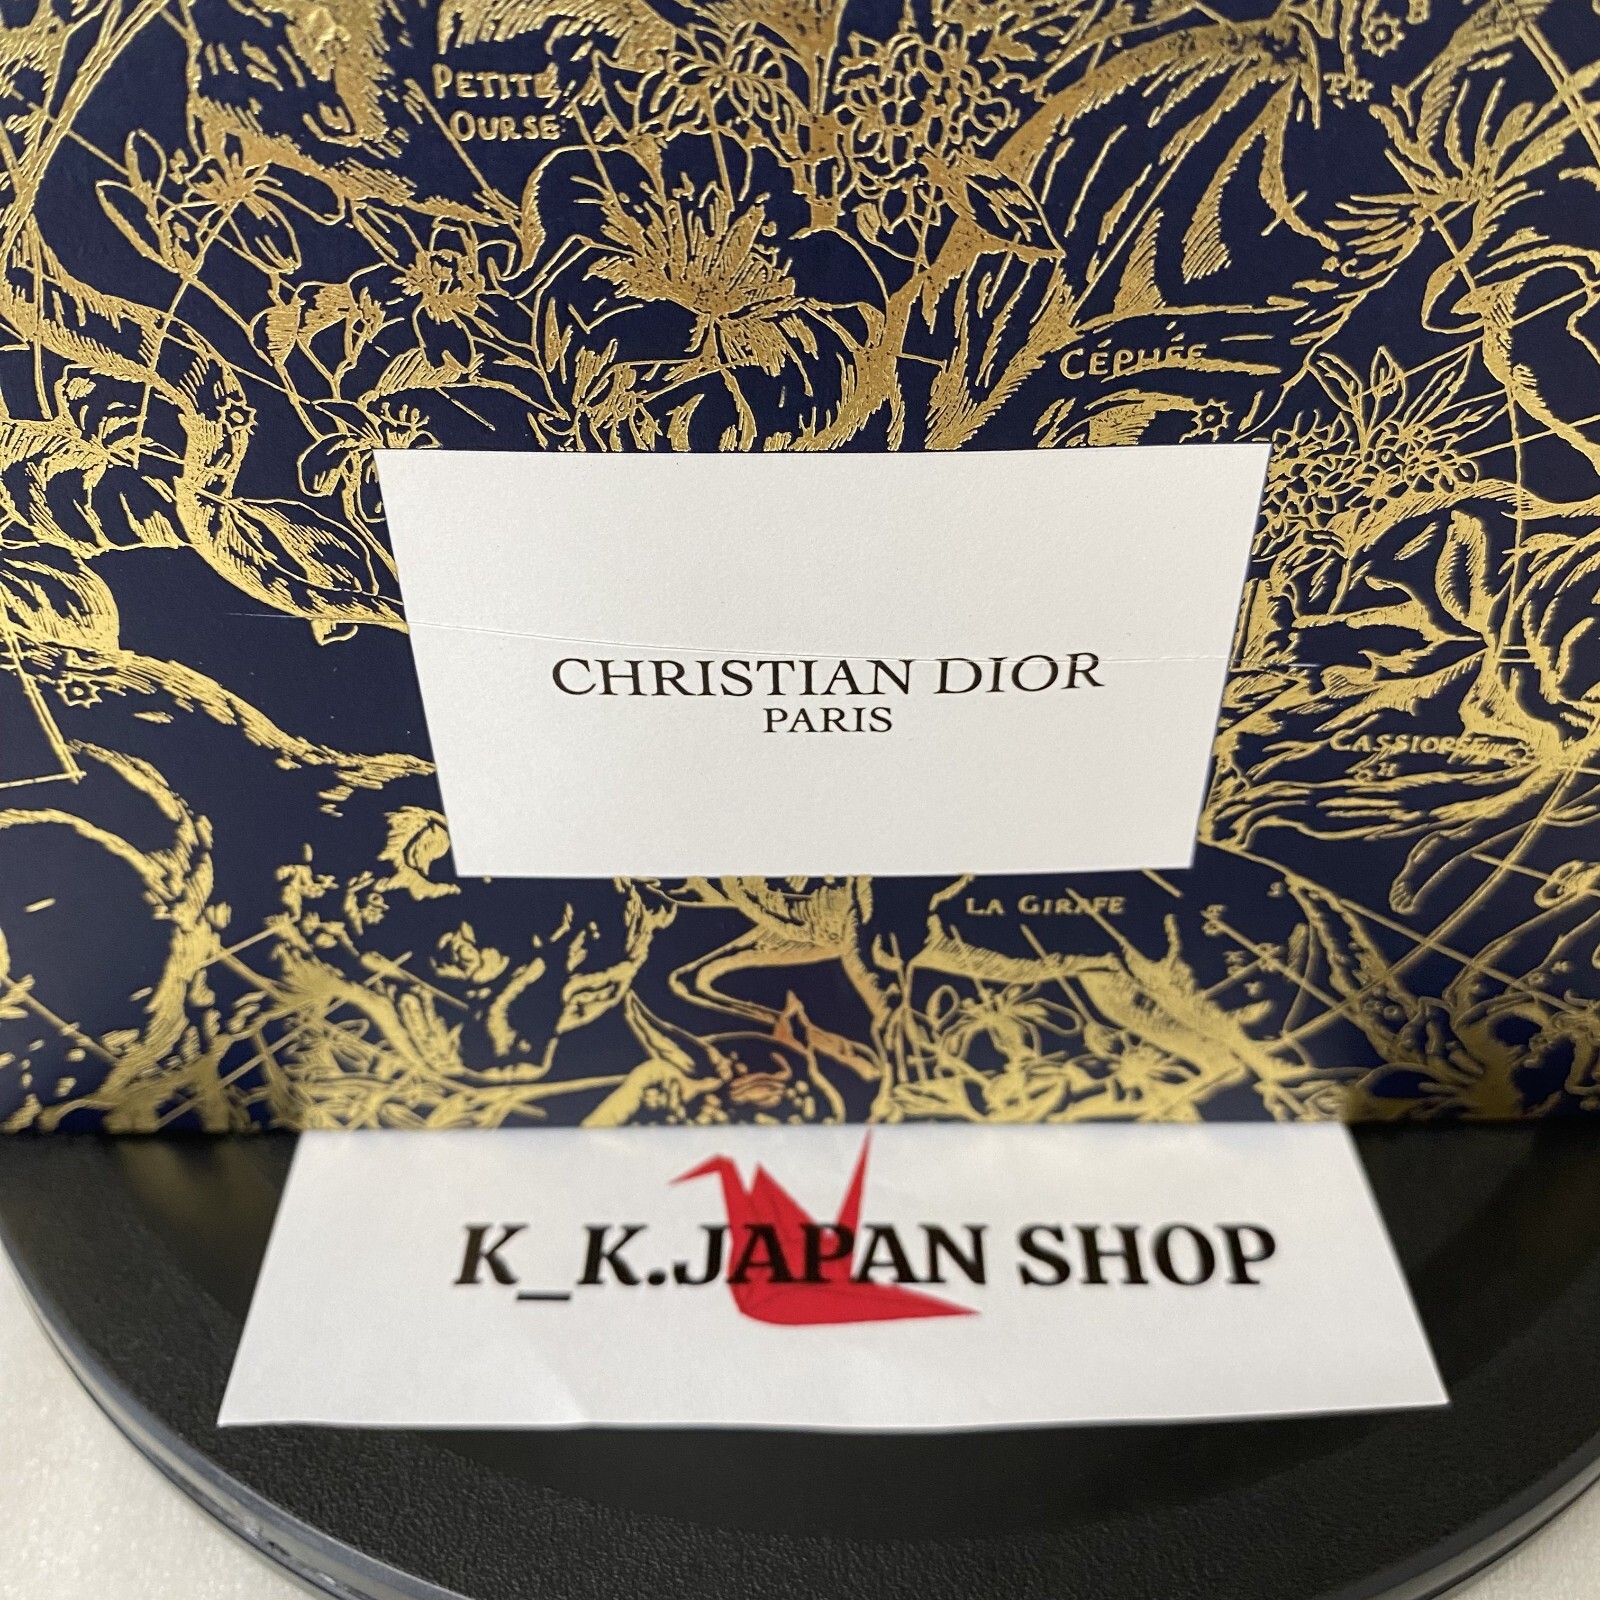 PETITE
OURSE
CÉPHÉE
CHRISTIAN DIOR
PARIS
LA GIRAFE
K_K.JAPAN SHOP